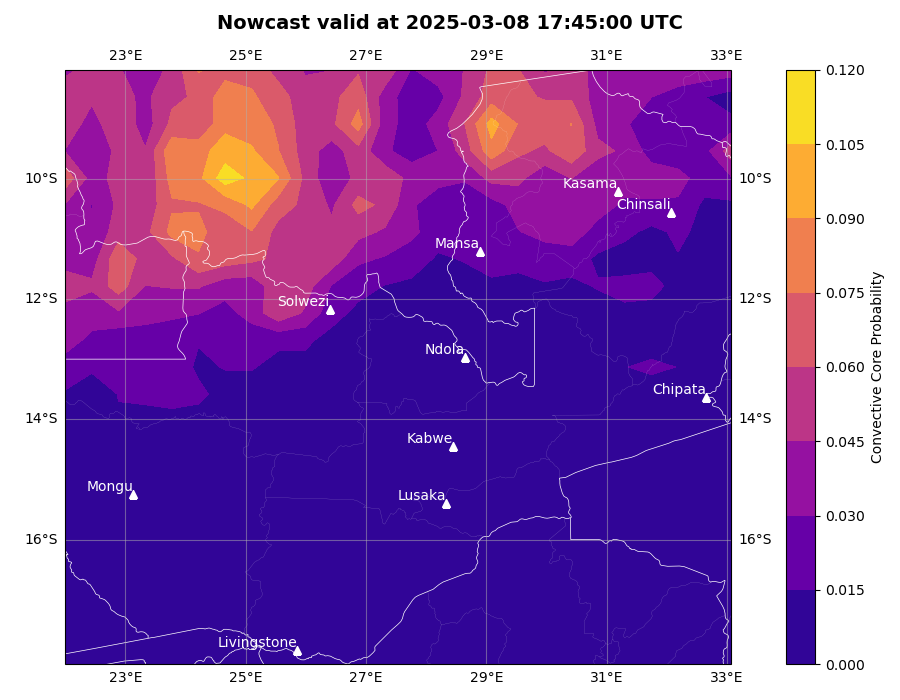 Nowcast valid at 2025-03-08 17:45:00 UTC
23°E 25°E 27°E 29°E 31°E 33°E
0.120
0.105
10°S 10°S
Kasama
Chinsali
0.090
Mansa
0.075
12°S 12°S
Solwezi
Ndola
0.060
Chipata
14°S 14°S
Kabwe
0.045
Mongu
Lusaka
0.030
16°S 16°S
0.015
Livingstone
0.000
23°E 25°E 27°E 29°E 31°E 33°E
Convective Core Probability